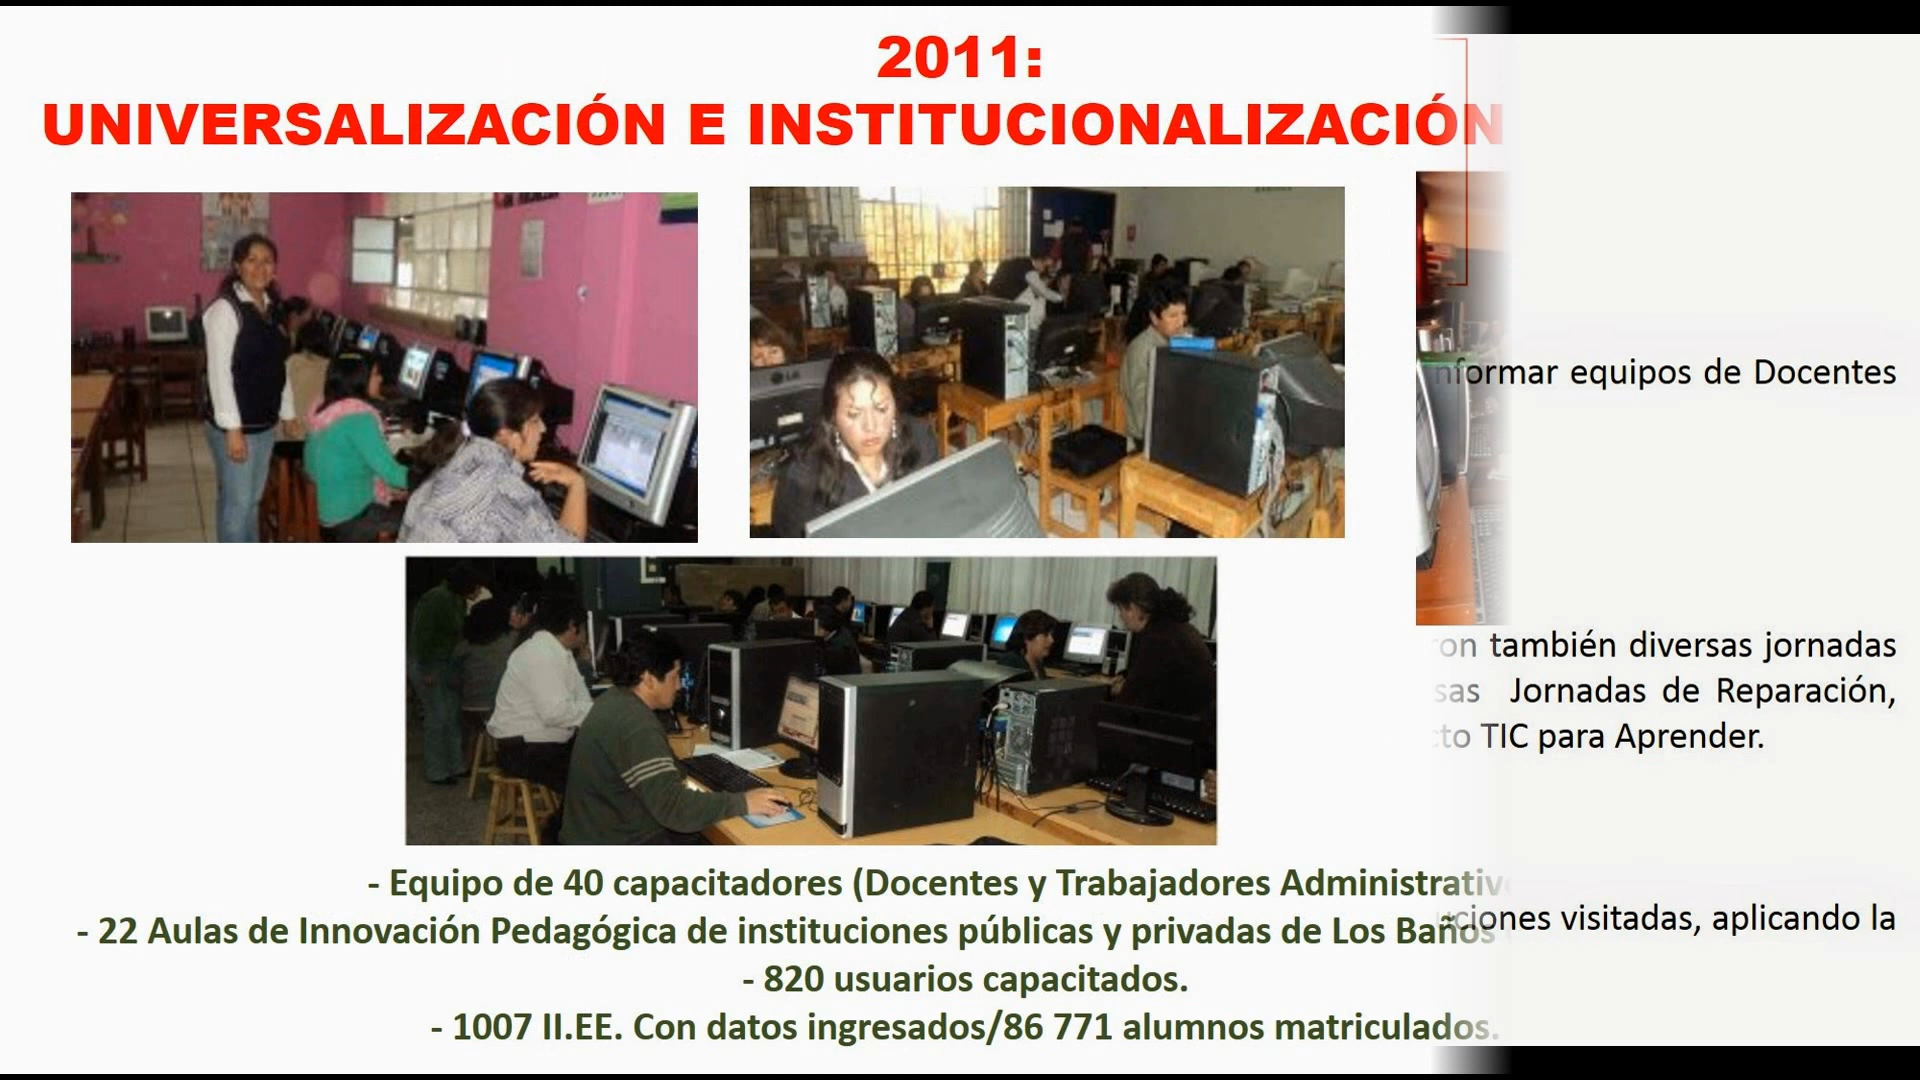 2011:
UNIVERSALIZACIÓN E INSTITUCIONALIZACIÓN
equipos de Docentes
también diversas jornadas
Jornadas de Reparación,
TIC para Aprender.
- Equipo de 40 capacitadores (Docentes y Trabajadores
- 22 Aulas de Innovación Pedagógica de instituciones públicas y privadas de Los Baños
visitadas, aplicando la
- 820 usuarios capacitados.
- 1007 II.EE. Con datos ingresados/86 771 alumnos matriculados.